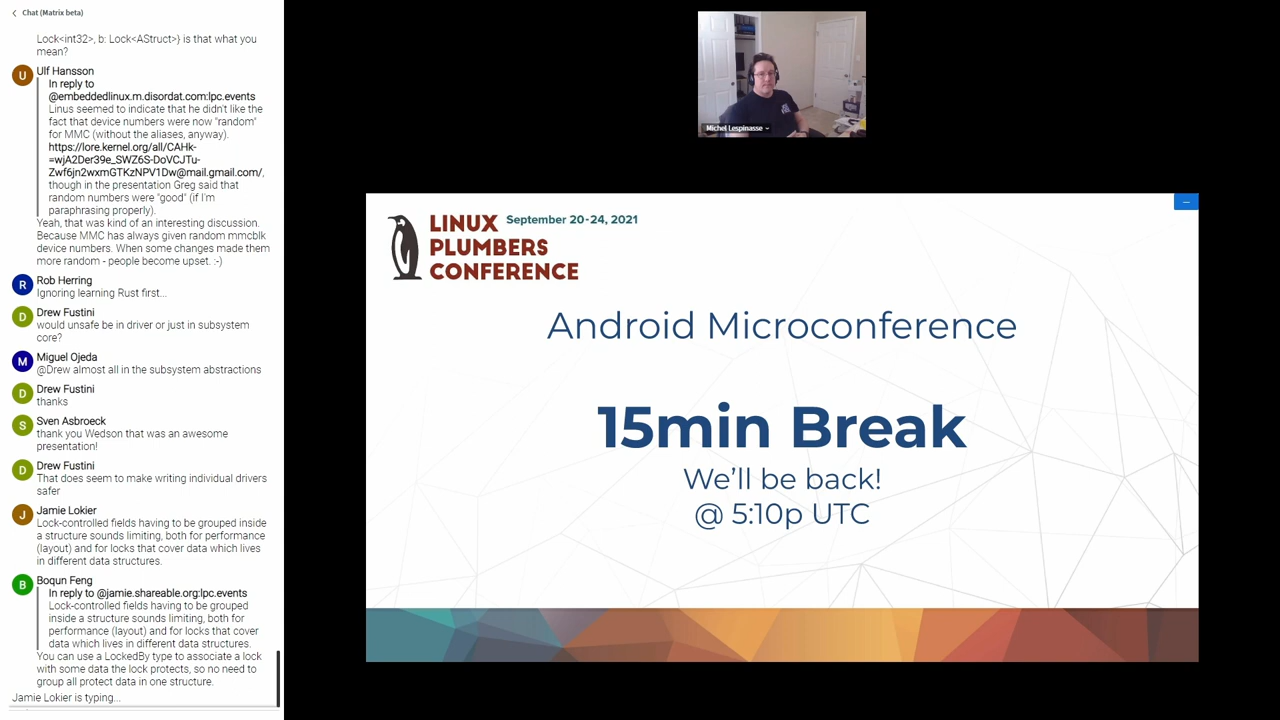 Chat (Matrix beta)
Lock<int32>, b: Lock<AStruct>} is that what you
mean?
U
Ulf Hansson
In reply to
@embeddedlinux.m.disordat.com:lpc.events
Linus seemed to indicate that he didn't like the
fact that device numbers were now "random"
for MMC (without the aliases, anyway).
https://lore.kernel.org/all/CAHk-
=wjA2Der39e_SWZ6S-DoVCJTu-
Zwf6jn2wxmGTKzNPV1Dw@mail.gmail.com/,
though in the presentation Greg said that
random numbers were "good" (if I'm
paraphrasing properly).
Yeah, that was kind of an interesting discussion.
Because MMC has always given random mmcblk
device numbers. When some changes made them
more random - people become upset. :-)
R
Rob Herring
Ignoring learning Rust first...
D
Drew Fustini
would unsafe be in driver or just in subsystem
core?
M
Miguel Ojeda
@Drew almost all in the subsystem abstractions
D
Drew Fustini
thanks
S
Sven Asbroeck
thank you Wedson that was an awesome
presentation!
D
Drew Fustini
That does seem to make writing individual drivers
safer
J
Jamie Lokier
Lock-controlled fields having to be grouped inside
a structure sounds limiting, both for performance
(layout) and for locks that cover data which lives
in different data structures.
B
Boqun Feng
In reply to @jamie.shareable.org:lpc.events
Lock-controlled fields having to be grouped
inside a structure sounds limiting, both for
performance (layout) and for locks that cover
data which lives in different data structures.
You can use a LockedBy type to associate a lock
with some data the lock protects, so no need to
group all protect data in one structure.
Jamie Lokier is typing...
Michel Lespinasse
LINUX
PLUMBERS
CONFERENCE
September 20-24, 2021
Android Microconference
15min Break
We'll be back!
@ 5:10p UTC